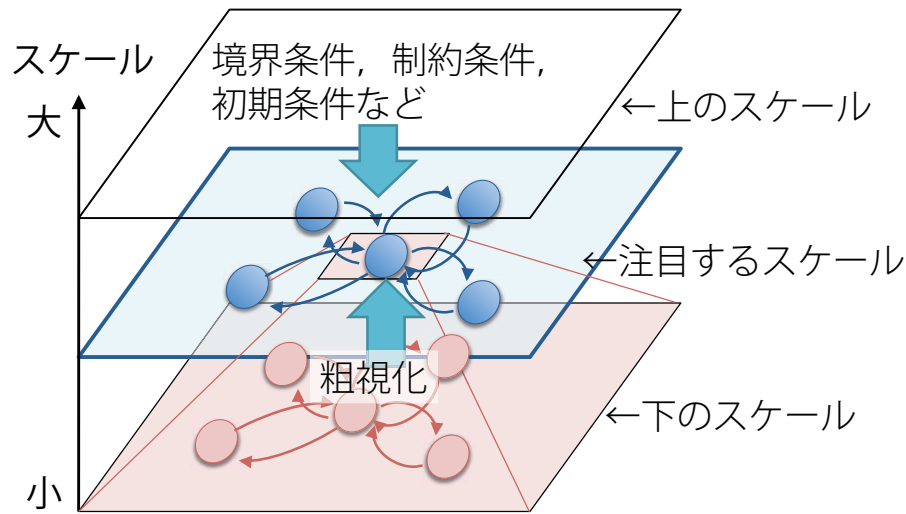 スケール
大
境界条件，制約条件，
初期条件など
←上のスケール
←注目するスケール
粗視化
←下のスケール
小